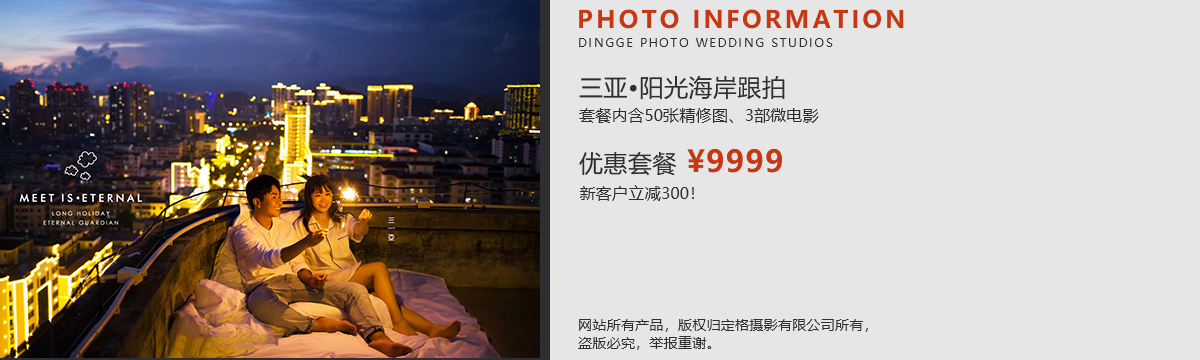 MEET IS•ETERNAL
LONG HOLIDAY
ETERNAL GUARDIAN
三亚
PHOTO INFORMATION
DINGGE PHOTO WEDDING STUDIOS
三亚•阳光海岸跟拍
套餐内含50张精修图、3部微电影
优惠套餐 ¥9999
新客户立减300!
网站所有产品，版权归定格摄影有限公司所有，
盗版必究，举报重谢。